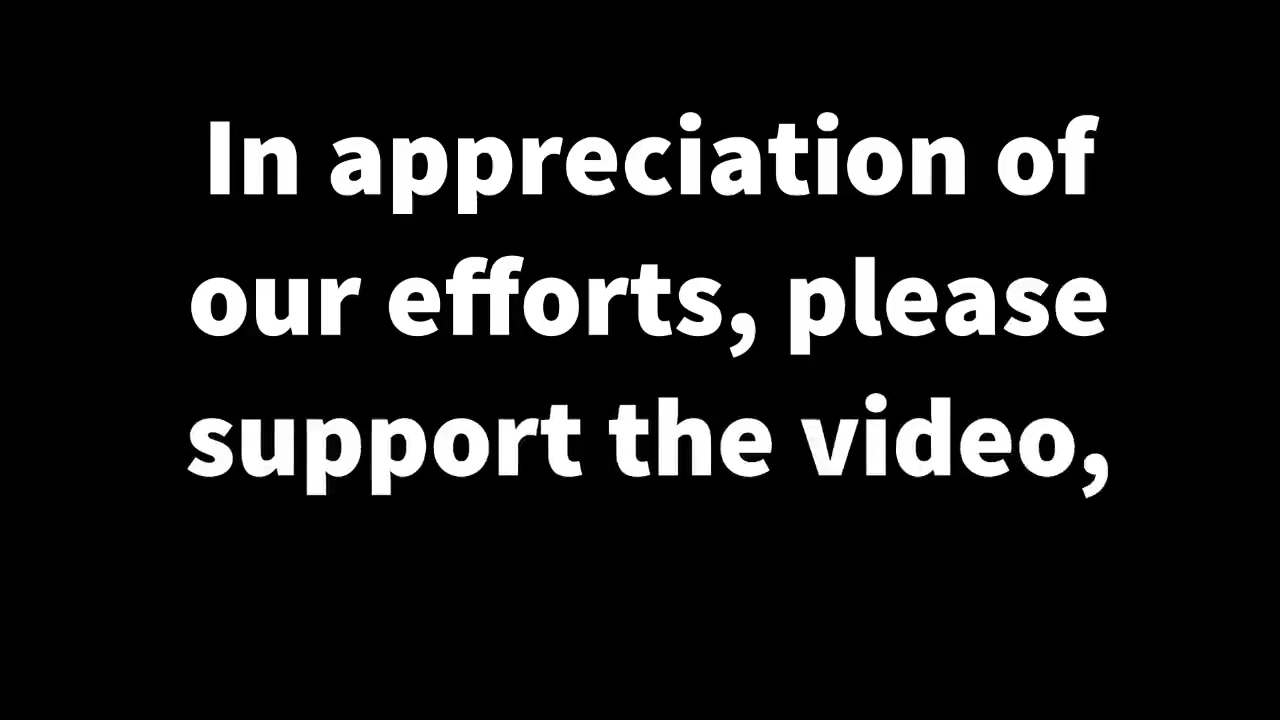 In appreciation of
our efforts, please
support the video,